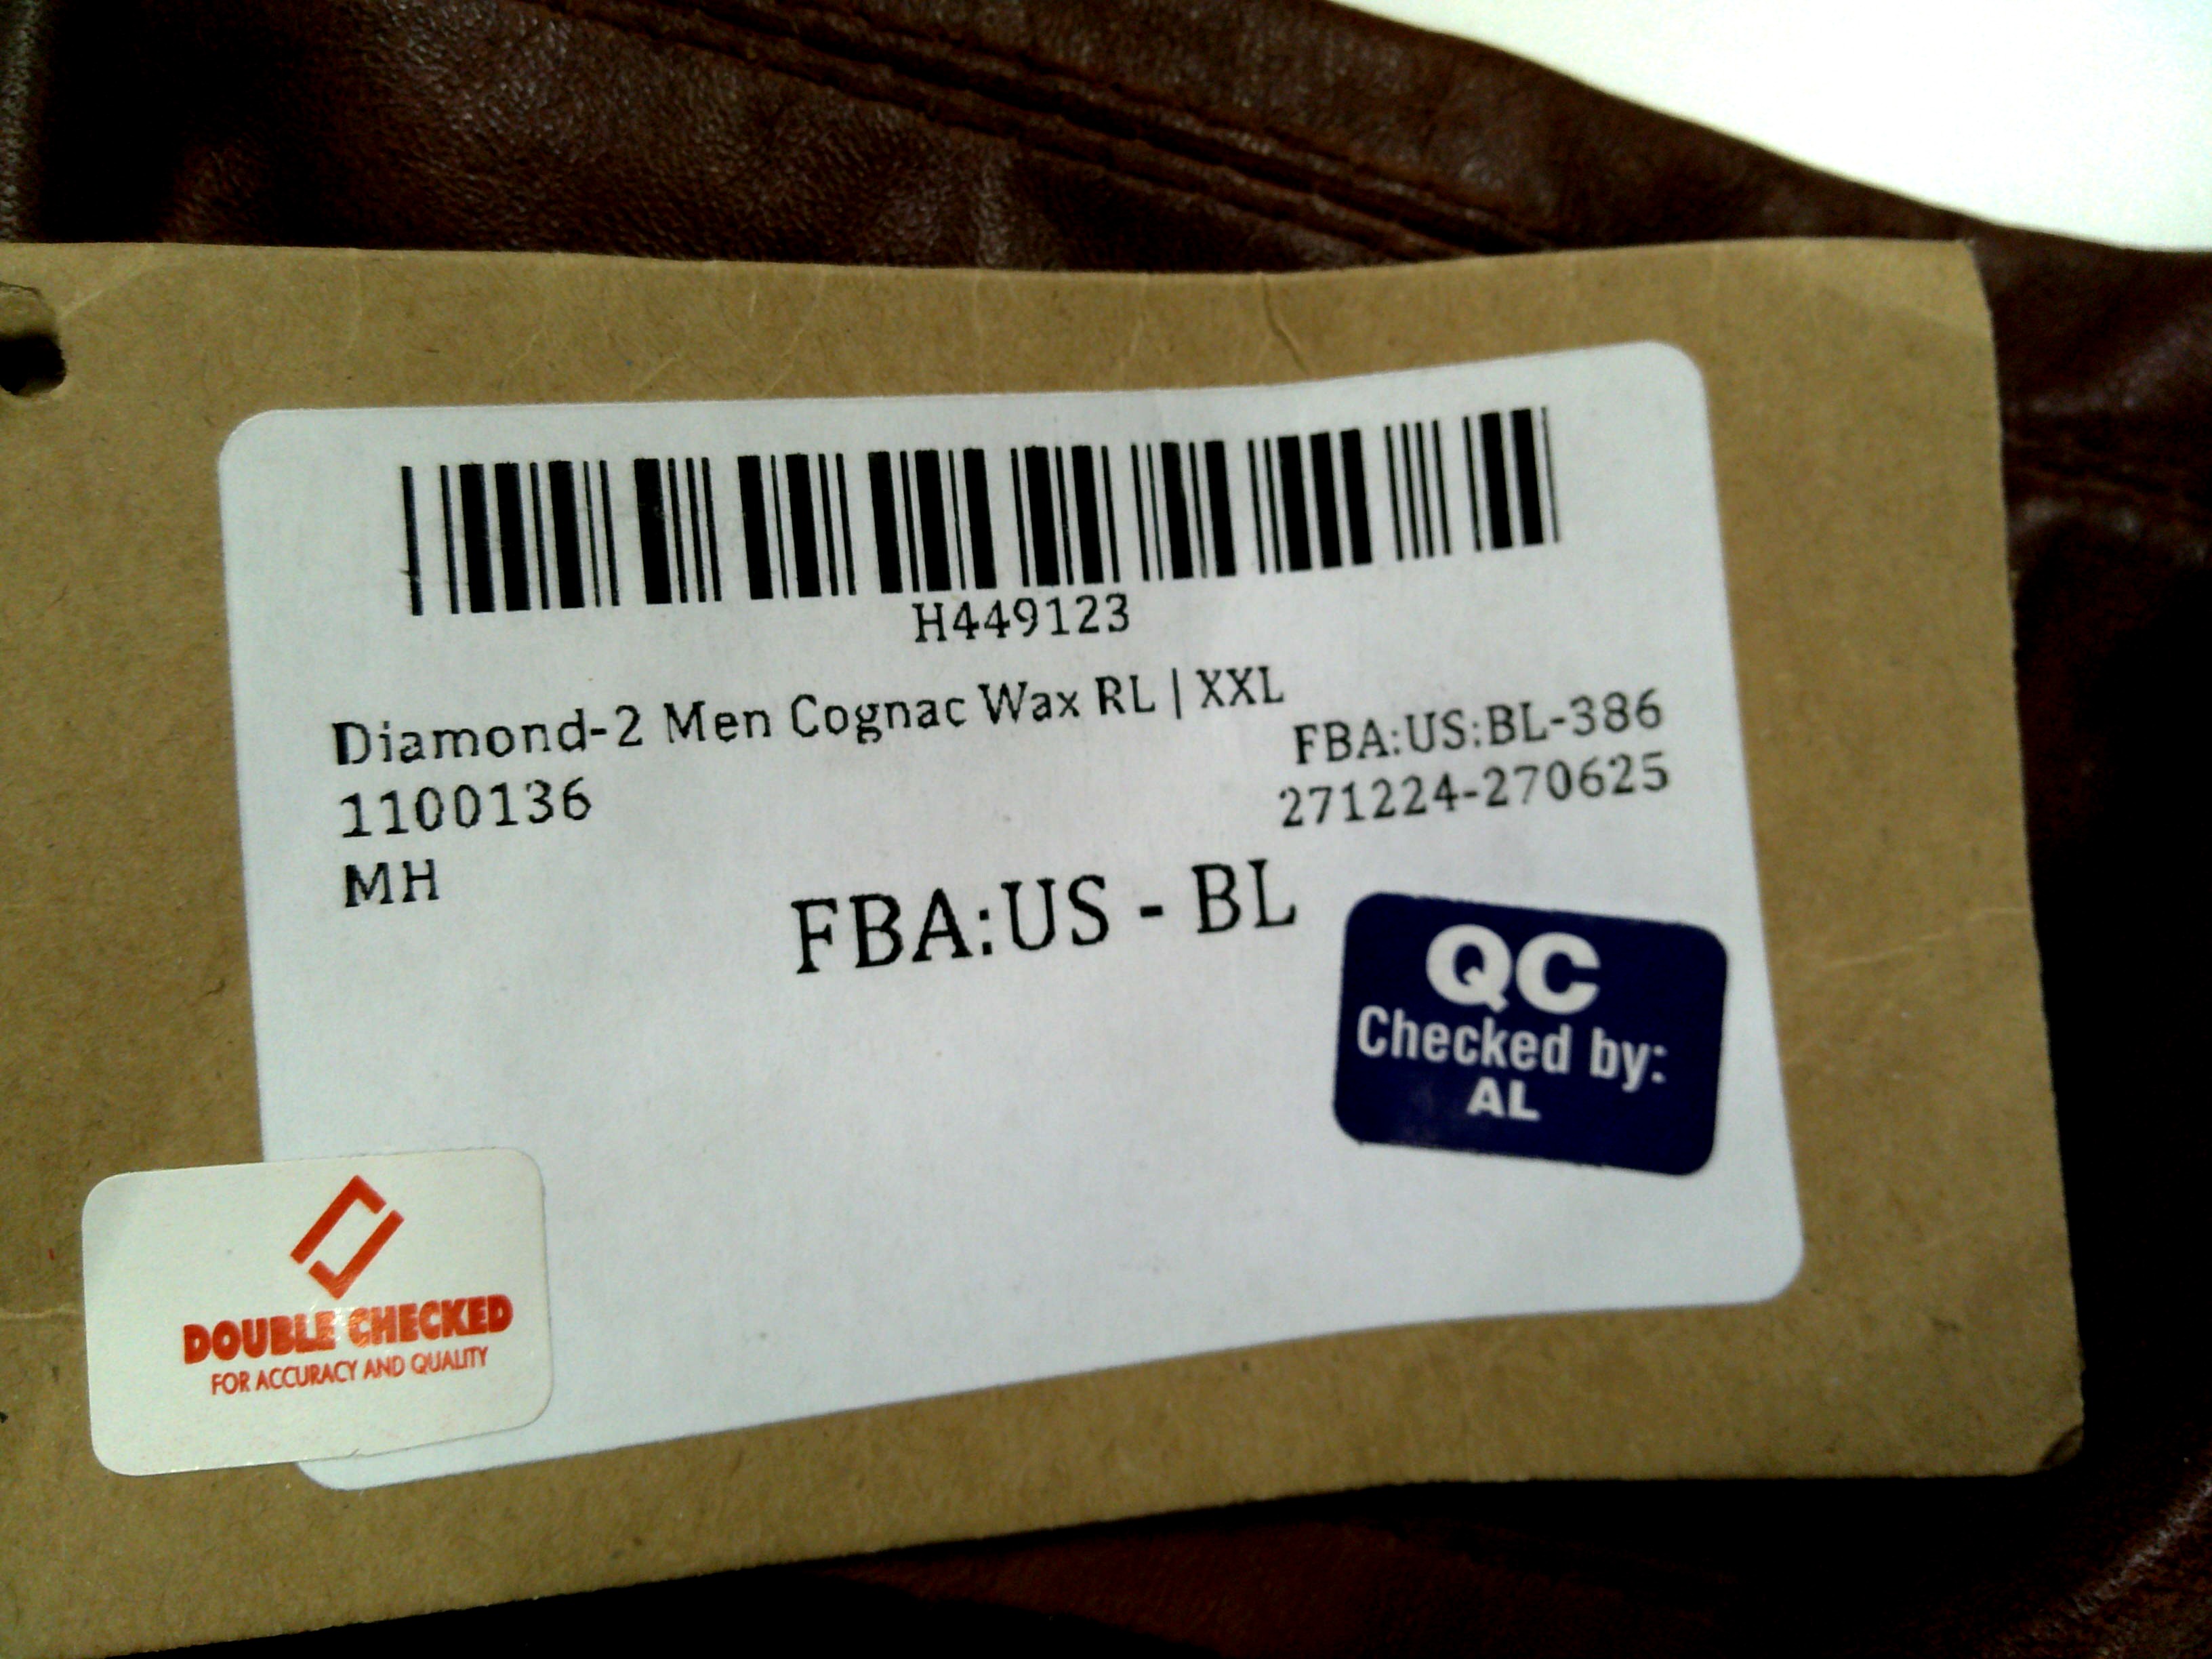 H449123
Diamond-2 Men Cognac Wax RL | XXL
FBA:US:BL-386
1100136
271224-270625
MH
FBA:US - BL
QC
Checked by:
AL
DOUBLE CHECKED
FOR ACCURACY AND QUALITY